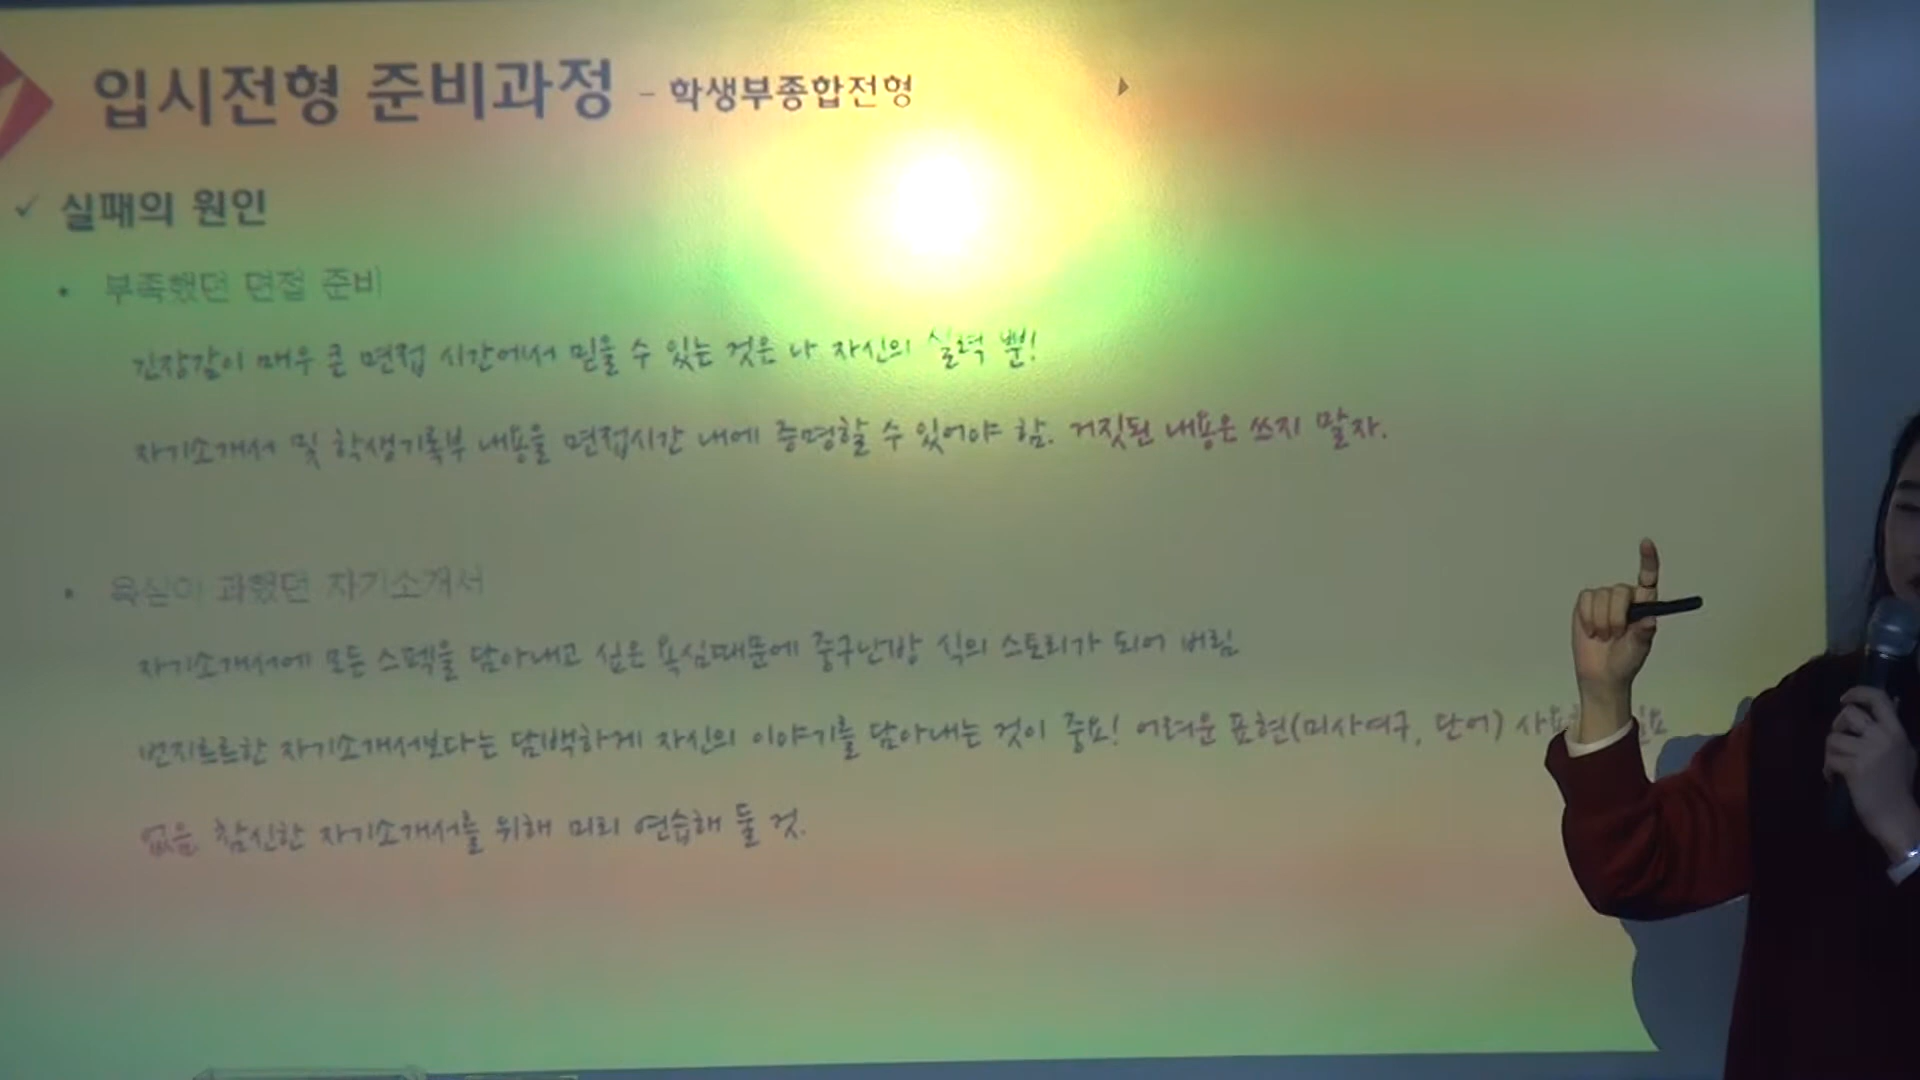 입시전형 준비과정 - 학생부종합전형
✓ 실패의 원인
• 부족했던 면접 준비
긴장감이 매우 큰 면접 시간에서 믿을 수 있는 것은 나 자신의 실력 뿐!
자기소개서 및 학생기록부 내용을 면접시간 내에 증명할 수 있어야 함. 거짓된 내용은 쓰지 말자.
• 욕심이 과했던 자기소개서
자기소개서에 모든 스펙을 담아내고 싶은 욕심때문에 중구난방 식의 스토리가 되어 버림
번지르르한 자기소개서보다는 담백하게 자신의 이야기를 담아내는 것이 중요! 어려운 표현(미사여구, 단어)
없음 참신한 자기소개서를 위해 미리 연습해 둘 것.